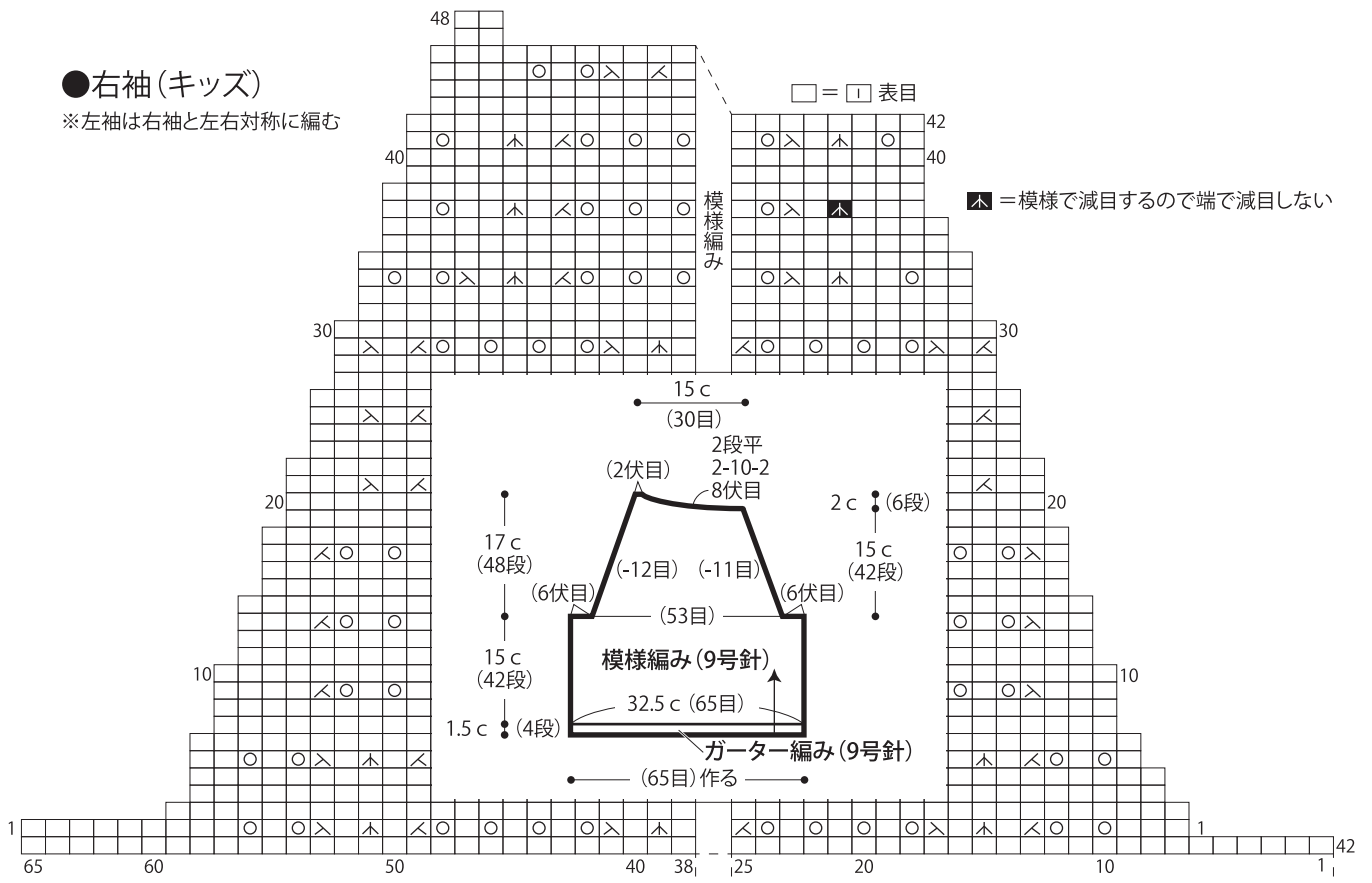 48
●右袖(キッズ)
※左袖は右袖と左右対称に編む
□=□ 表目
42
40
40
模様編み
=模様で減目するので端で減目しない
30
30
15 c
(30目)
2段平
2-10-2
8伏目
(2伏目)
20
20
2 c (6段)
17 c
(48段)
15 c
(42段)
(-12目)
(-11目)
(6伏目)
(6伏目)
(53目)
模様編み(9号針)
10
10
15 c
(42段)
32.5 c (65目)
1.5 c (4段)
ガーター編み(9号針)
(65目)作る
1
1
42
65 60 50 40 38 25 20 10 1